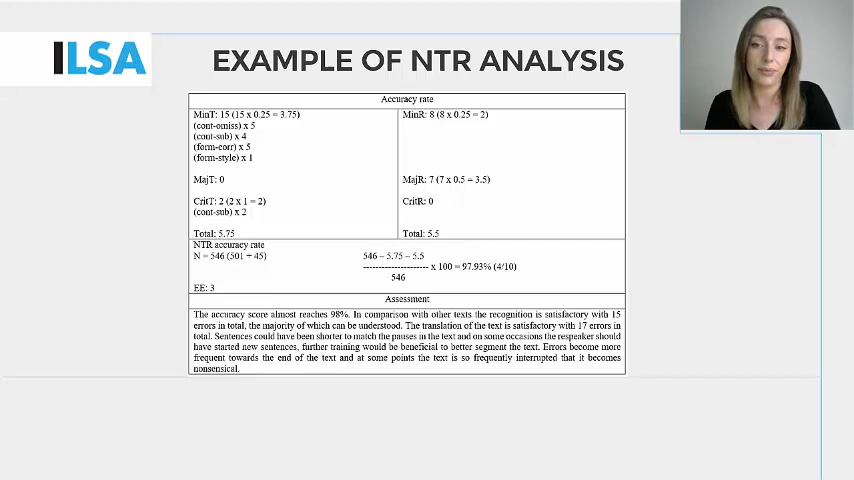 ILSA
EXAMPLE OF NTR ANALYSIS
Accuracy rate
MinT: 15 (15 x 0.25 = 3.75)
(cont-omiss) x 5
(cont-sub) x 4
(form-corr) x 5
(form-style) x 1
MajT: 0
CritT: 2 (2 x 1 = 2)
(cont-sub) x 2
Total: 5.75
MinR: 8 (8 x 0.25 = 2)
MajR: 7 (7 x 0.5 = 3.5)
CritR: 0
Total: 5.5
NTR accuracy rate
N = 546 (501 + 45)
546 – 5.75 – 5.5
--------------------- x 100 = 97.93% (4/10)
546
EE: 3
Assessment
The accuracy score almost reaches 98%. In comparison with other texts the recognition is satisfactory with 15
errors in total, the majority of which can be understood. The translation of the text is satisfactory with 17 errors in
total. Sentences could have been shorter to match the pauses in the text and on some occasions the respeaker should
have started new sentences, further training would be beneficial to better segment the text. Errors become more
frequent towards the end of the text and at some points the text is so frequently interrupted that it becomes
nonsensical.